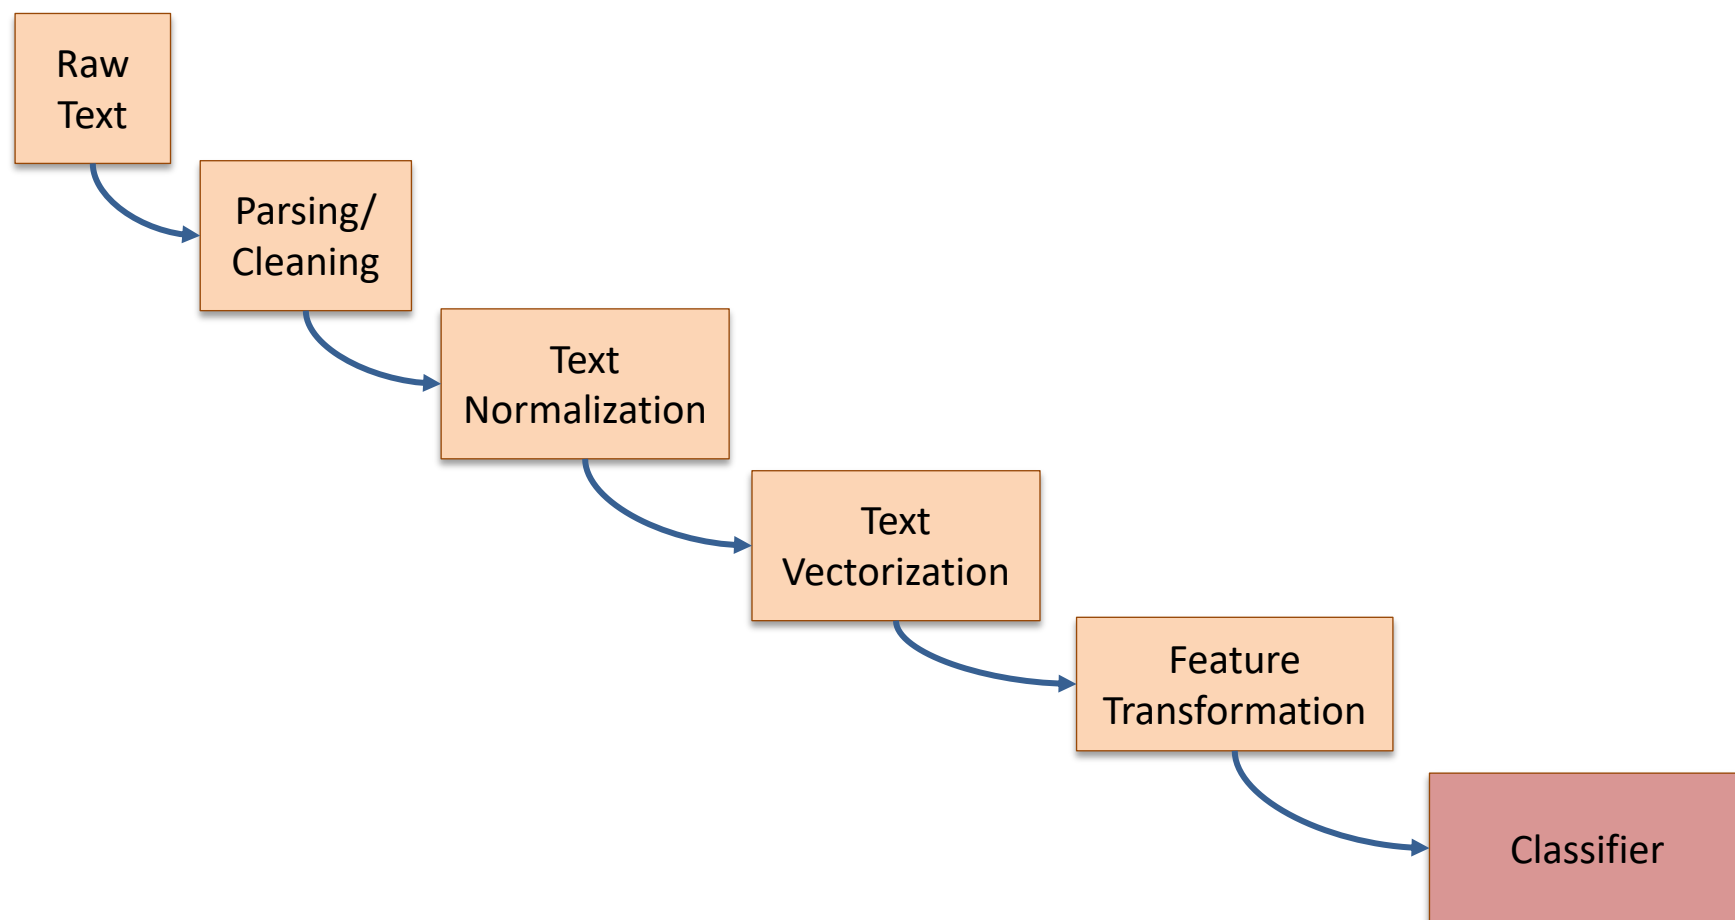 Raw
Text
Parsing/
Cleaning
Text
Normalization
Text
Vectorization
Feature
Transformation
Classifier